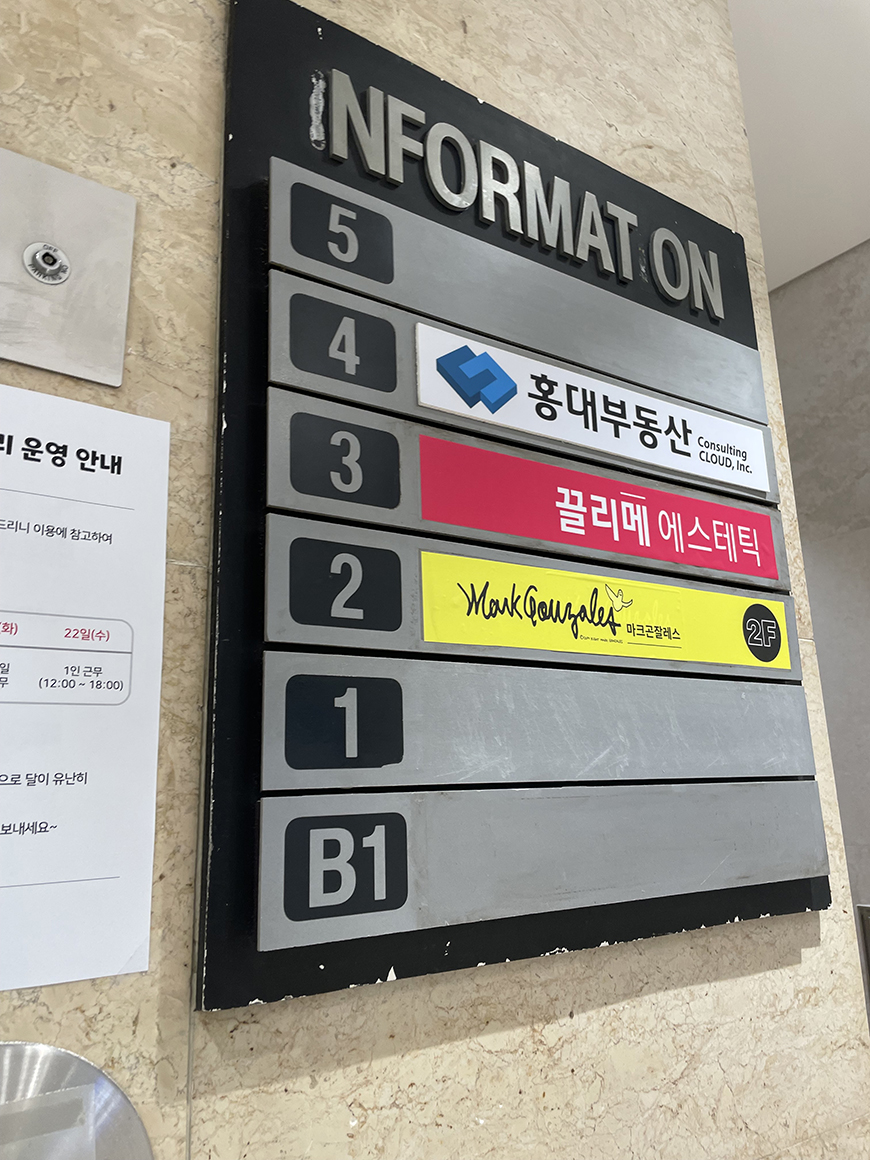 NFORMAT ON
5
4
홍대부동산 Consulting
CLOUD, Inc.
3
끌리메 에스테틱
2
Mark Gonzales 마크곤잘레스
2F
1
B1
OFF
리 운영 안내
드리니 이용에 참고하여
(화) 22일(수)
일 1인 근무
무 (12:00 ~ 18:00)
으로 달이 유난히
보내세요~